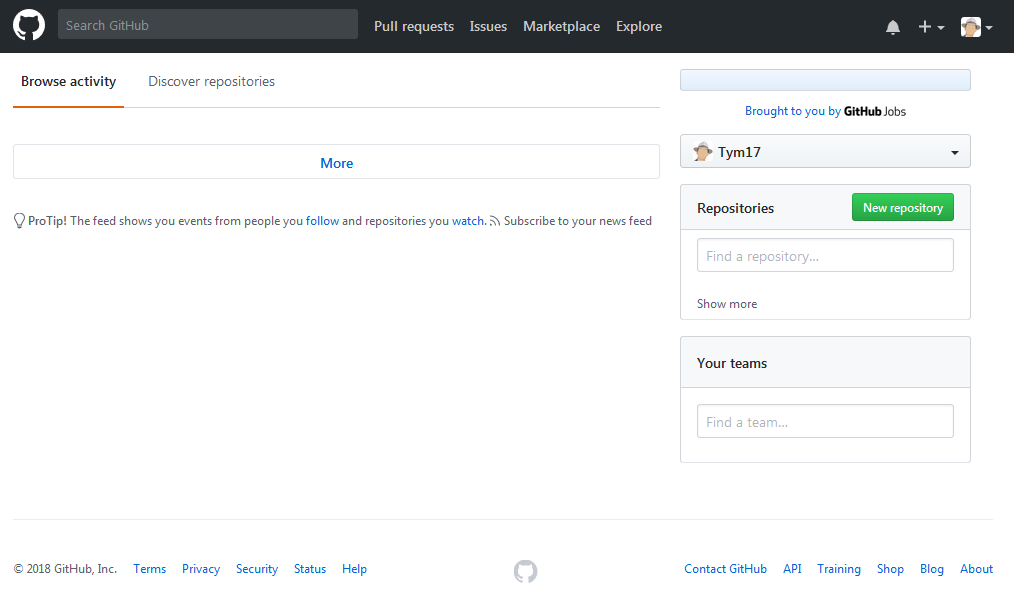 Search GitHub Pull requests Issues Marketplace Explore
Browse activity Discover repositories
More
ProTip! The feed shows you events from people you follow and repositories you watch. Subscribe to your news feed
Brought to you by GitHub Jobs
Tym17
Repositories New repository
Find a repository...
Show more
Your teams
Find a team...
© 2018 GitHub, Inc. Terms Privacy Security Status Help Contact GitHub API Training Shop Blog About